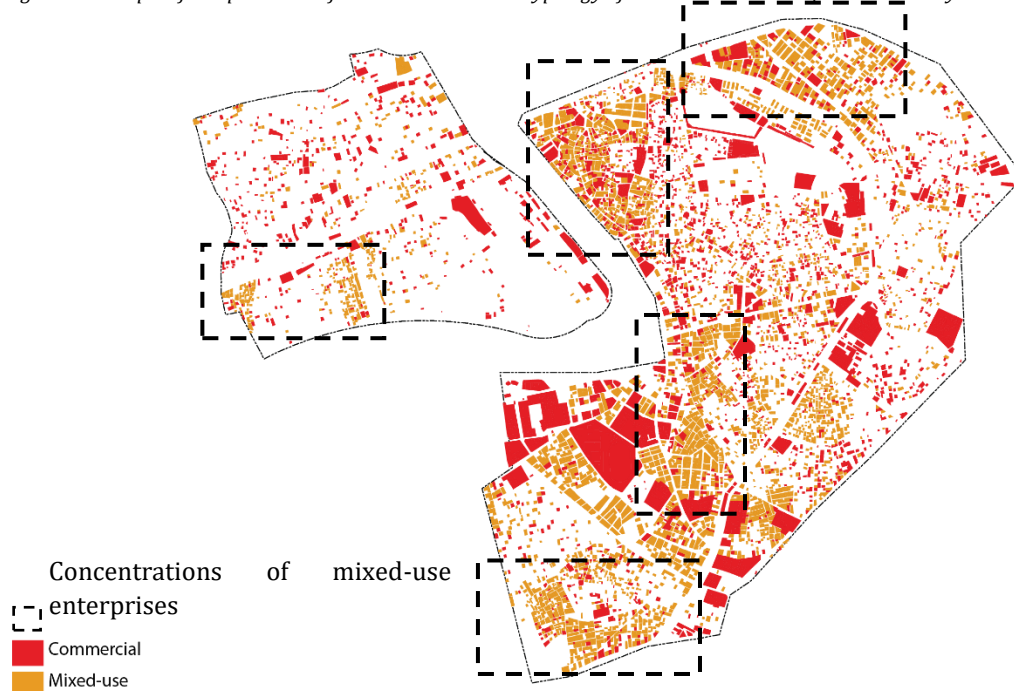 Concentrations of mixed-use
enterprises
Commercial
Mixed-use